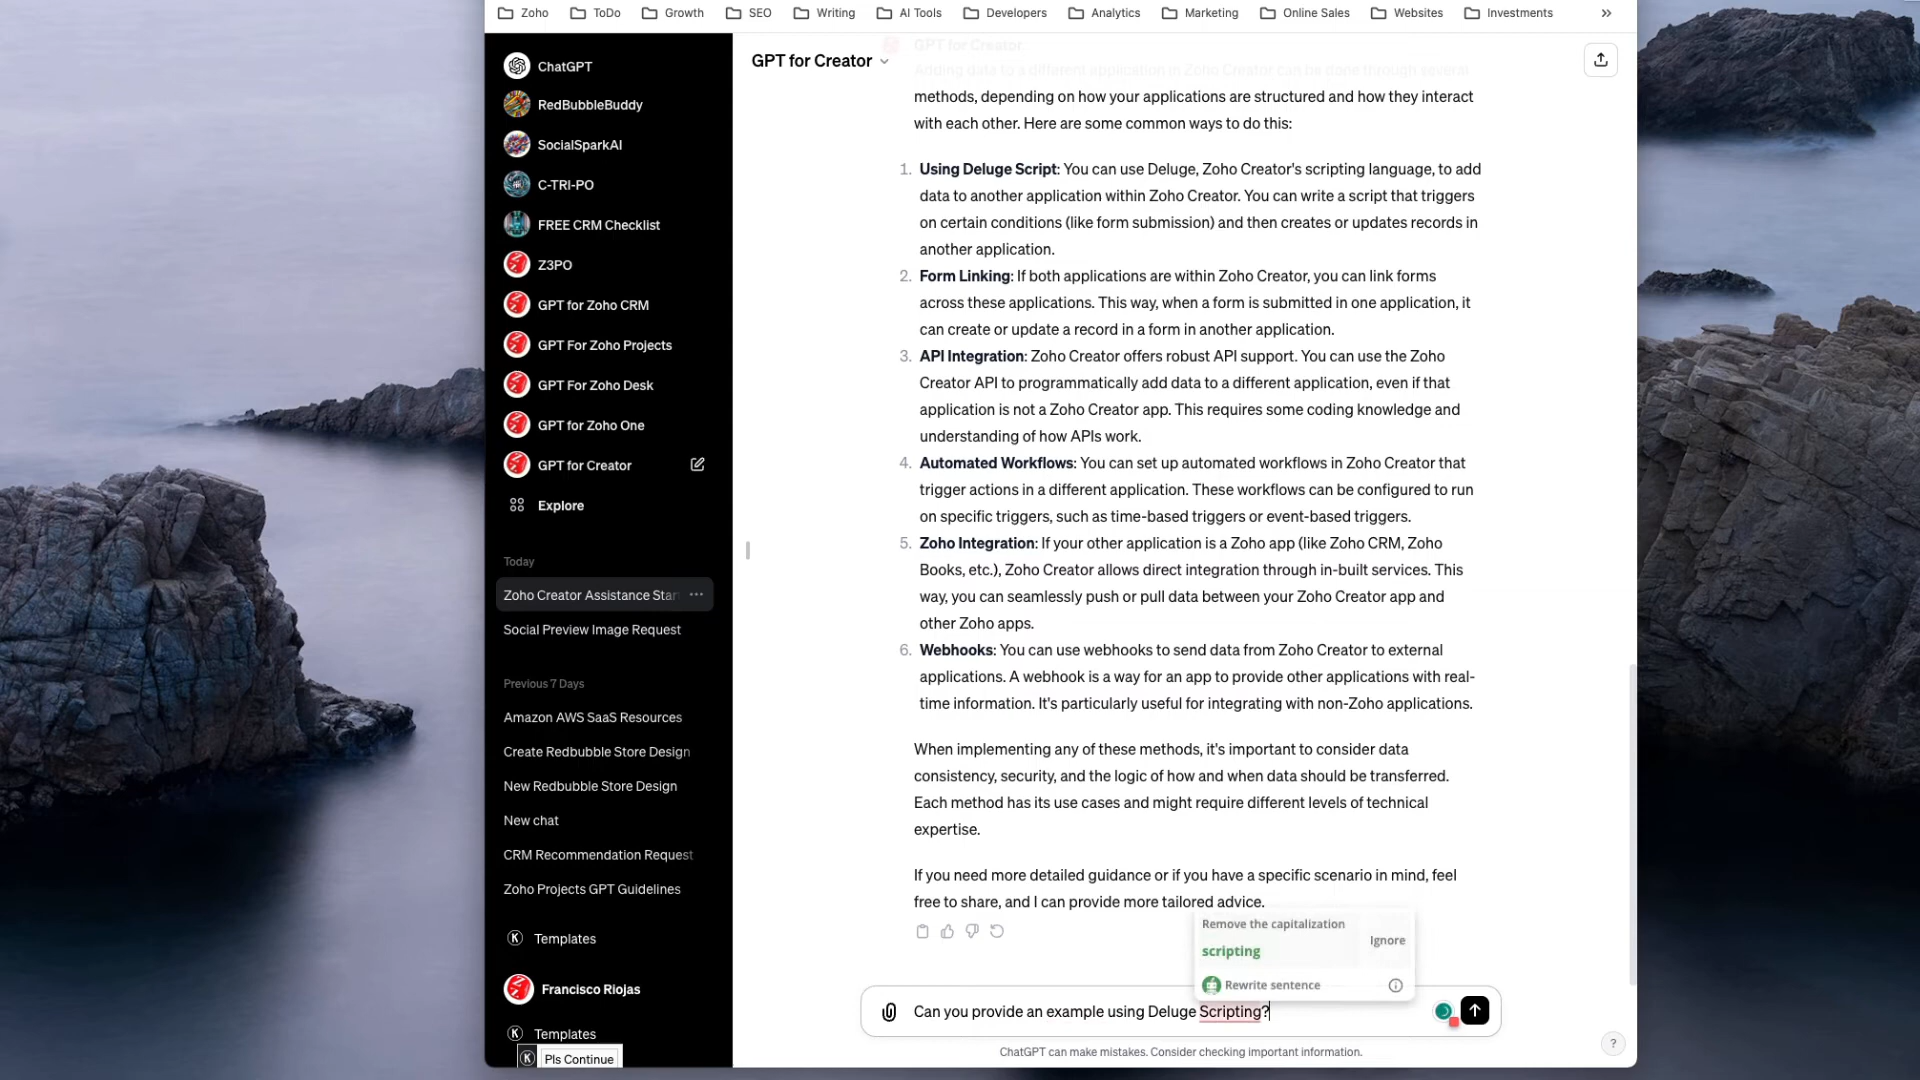 Zoho
ToDo
Growth
SEO
Writing
AI Tools
Developers
Analytics
Marketing
Online Sales
Websites
Investments
»
ChatGPT
RedBubbleBuddy
SocialSparkAI
C-TRI-PO
FREE CRM Checklist
Z3PO
GPT for Zoho CRM
GPT For Zoho Projects
GPT For Zoho Desk
GPT for Zoho One
GPT for Creator
Explore
Today
Zoho Creator Assistance Star
Social Preview Image Request
Previous 7 Days
Amazon AWS SaaS Resources
Create Redbubble Store Design
New Redbubble Store Design
New chat
CRM Recommendation Request
Zoho Projects GPT Guidelines
Templates
Francisco Riojas
Templates
Pls Continue
GPT for Creator
GPT for Creator
Adding data to a different application in Zoho Creator can be done through several
methods, depending on how your applications are structured and how they interact
with each other. Here are some common ways to do this:
1. Using Deluge Script: You can use Deluge, Zoho Creator's scripting language, to add
data to another application within Zoho Creator. You can write a script that triggers
on certain conditions (like form submission) and then creates or updates records in
another application.
2. Form Linking: If both applications are within Zoho Creator, you can link forms
across these applications. This way, when a form is submitted in one application, it
can create or update a record in a form in another application.
3. API Integration: Zoho Creator offers robust API support. You can use the Zoho
Creator API to programmatically add data to a different application, even if that
application is not a Zoho Creator app. This requires some coding knowledge and
understanding of how APIs work.
4. Automated Workflows: You can set up automated workflows in Zoho Creator that
trigger actions in a different application. These workflows can be configured to run
on specific triggers, such as time-based triggers or event-based triggers.
5. Zoho Integration: If your other application is a Zoho app (like Zoho CRM, Zoho
Books, etc.), Zoho Creator allows direct integration through in-built services. This
way, you can seamlessly push or pull data between your Zoho Creator app and
other Zoho apps.
6. Webhooks: You can use webhooks to send data from Zoho Creator to external
applications. A webhook is a way for an app to provide other applications with real-
time information. It's particularly useful for integrating with non-Zoho applications.
When implementing any of these methods, it's important to consider data
consistency, security, and the logic of how and when data should be transferred.
Each method has its use cases and might require different levels of technical
expertise.
If you need more detailed guidance or if you have a specific scenario in mind, feel
free to share, and I can provide more tailored advice.
Remove the capitalization
scripting
Ignore
Rewrite sentence
Can you provide an example using Deluge Scripting?
ChatGPT can make mistakes. Consider checking important information.
?